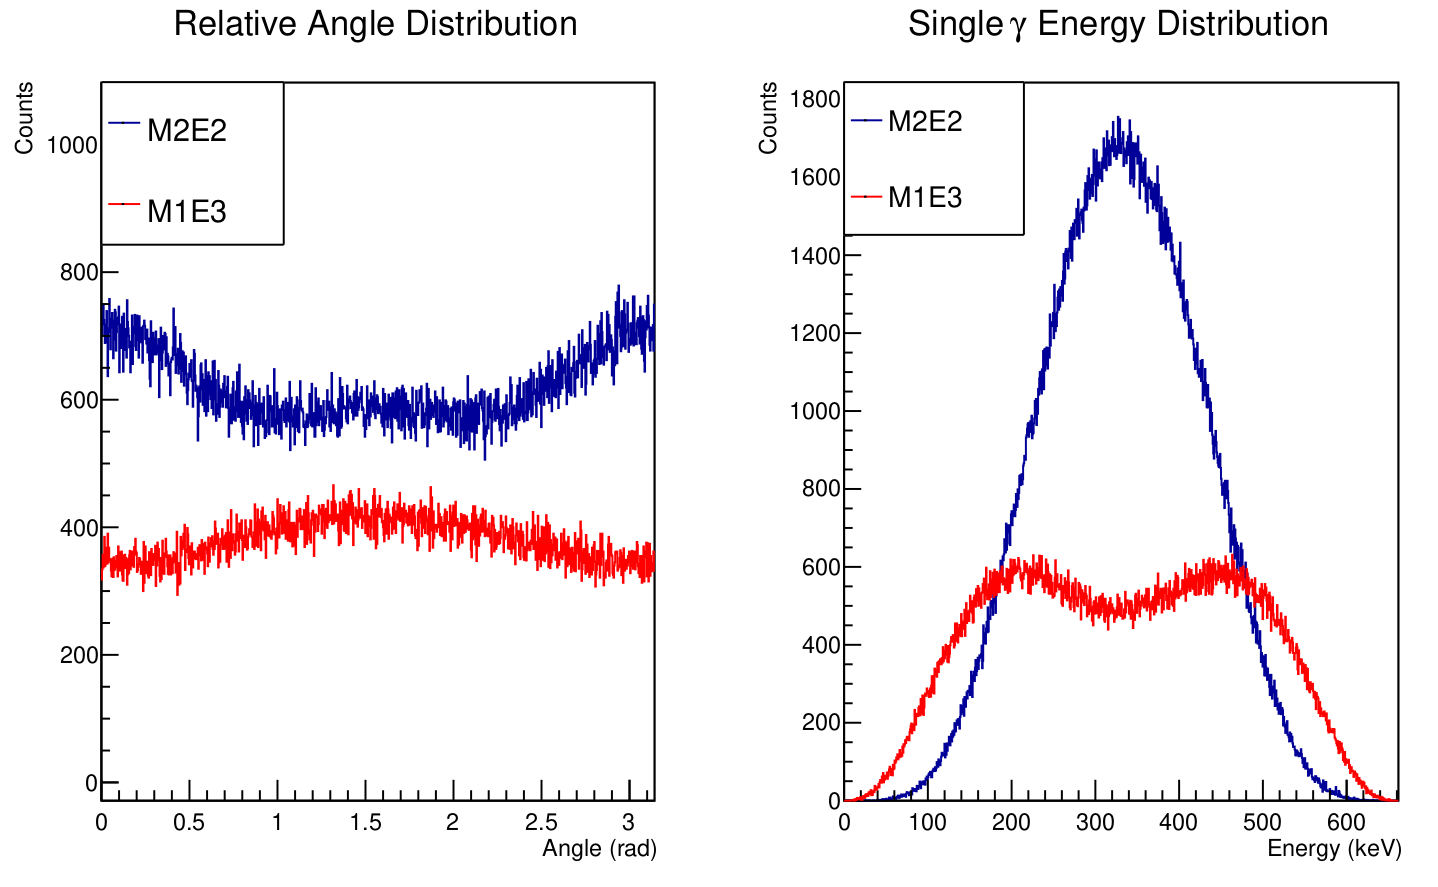 Relative Angle Distribution
Counts
M2E2
M1E3
1000
800
600
400
200
0
0 0.5 1 1.5 2 2.5 3
Angle (rad)
Single γ Energy Distribution
Counts
M2E2
M1E3
1800
1600
1400
1200
1000
800
600
400
200
0
0 100 200 300 400 500 600
Energy (keV)